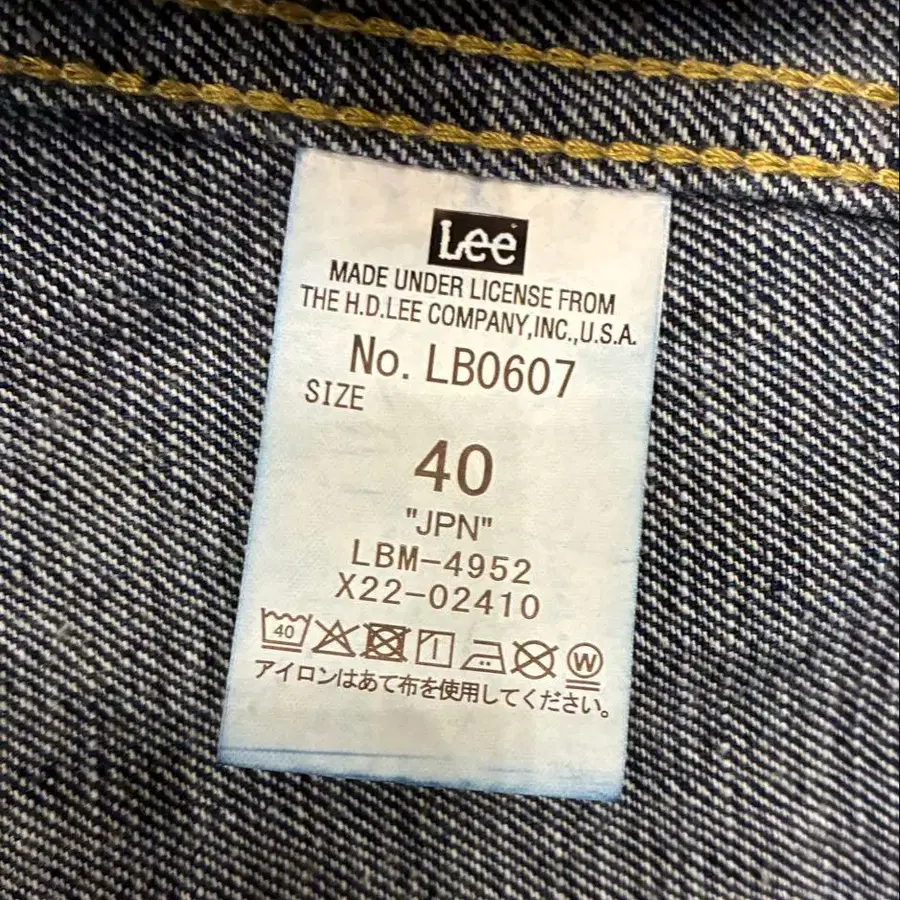 Lee
MADE UNDER LICENSE FROM
THE H.D.LEE COMPANY,INC.,U.S.A.
No. LB0607
SIZE
40
"JPN"
LBM-4952
X22-02410
40 W
アイロンはあて布を使用してください。